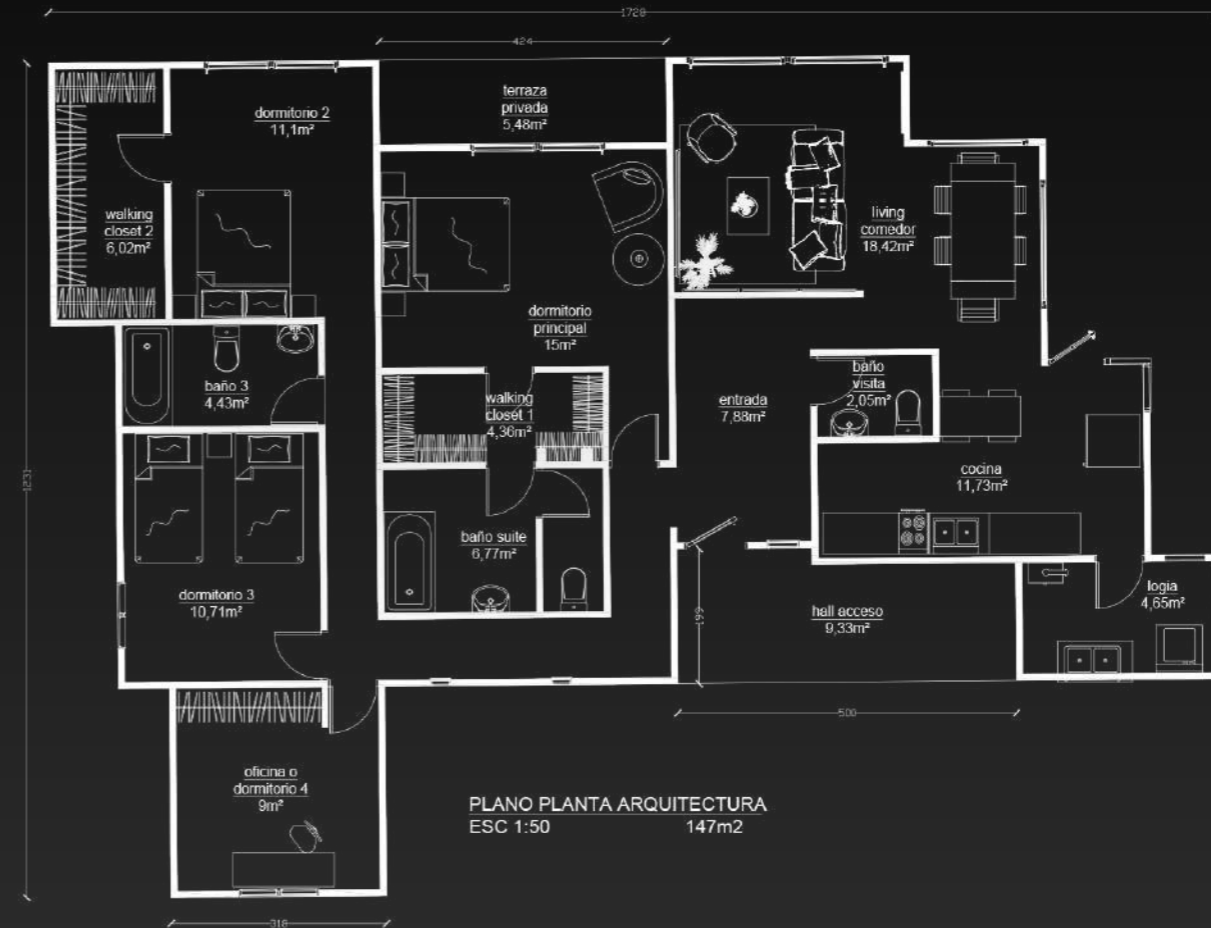 1728
424
dormitorio 2
11,1m²
terraza
privada
5,48m²
walking
closet 2
6,02m²
living
comedor
18,42m²
dormitorio
principal
15m²
baño 3
4,43m²
walking
closet 1
4,36m²
entrada
7,88m²
baño
visita
2,05m²
cocina
11,73m²
1231
baño suite
6,77m²
dormitorio 3
10,71m²
199
hall acceso
9,33m²
logia
4,65m²
500
oficina o
dormitorio 4
9m²
PLANO PLANTA ARQUITECTURA
ESC 1:50 147m2
318